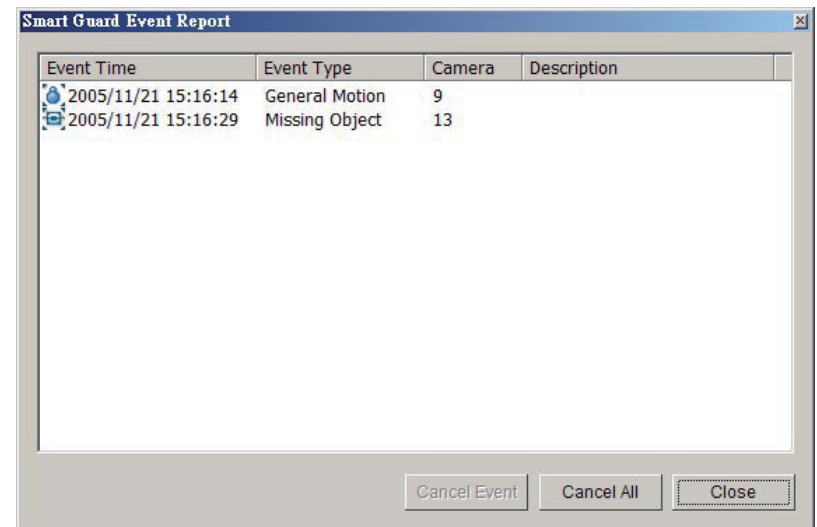 Smart Guard Event Report
Event Time Event Type Camera Description
2005/11/21 15:16:14 General Motion 9
2005/11/21 15:16:29 Missing Object 13
Cancel Event Cancel All Close